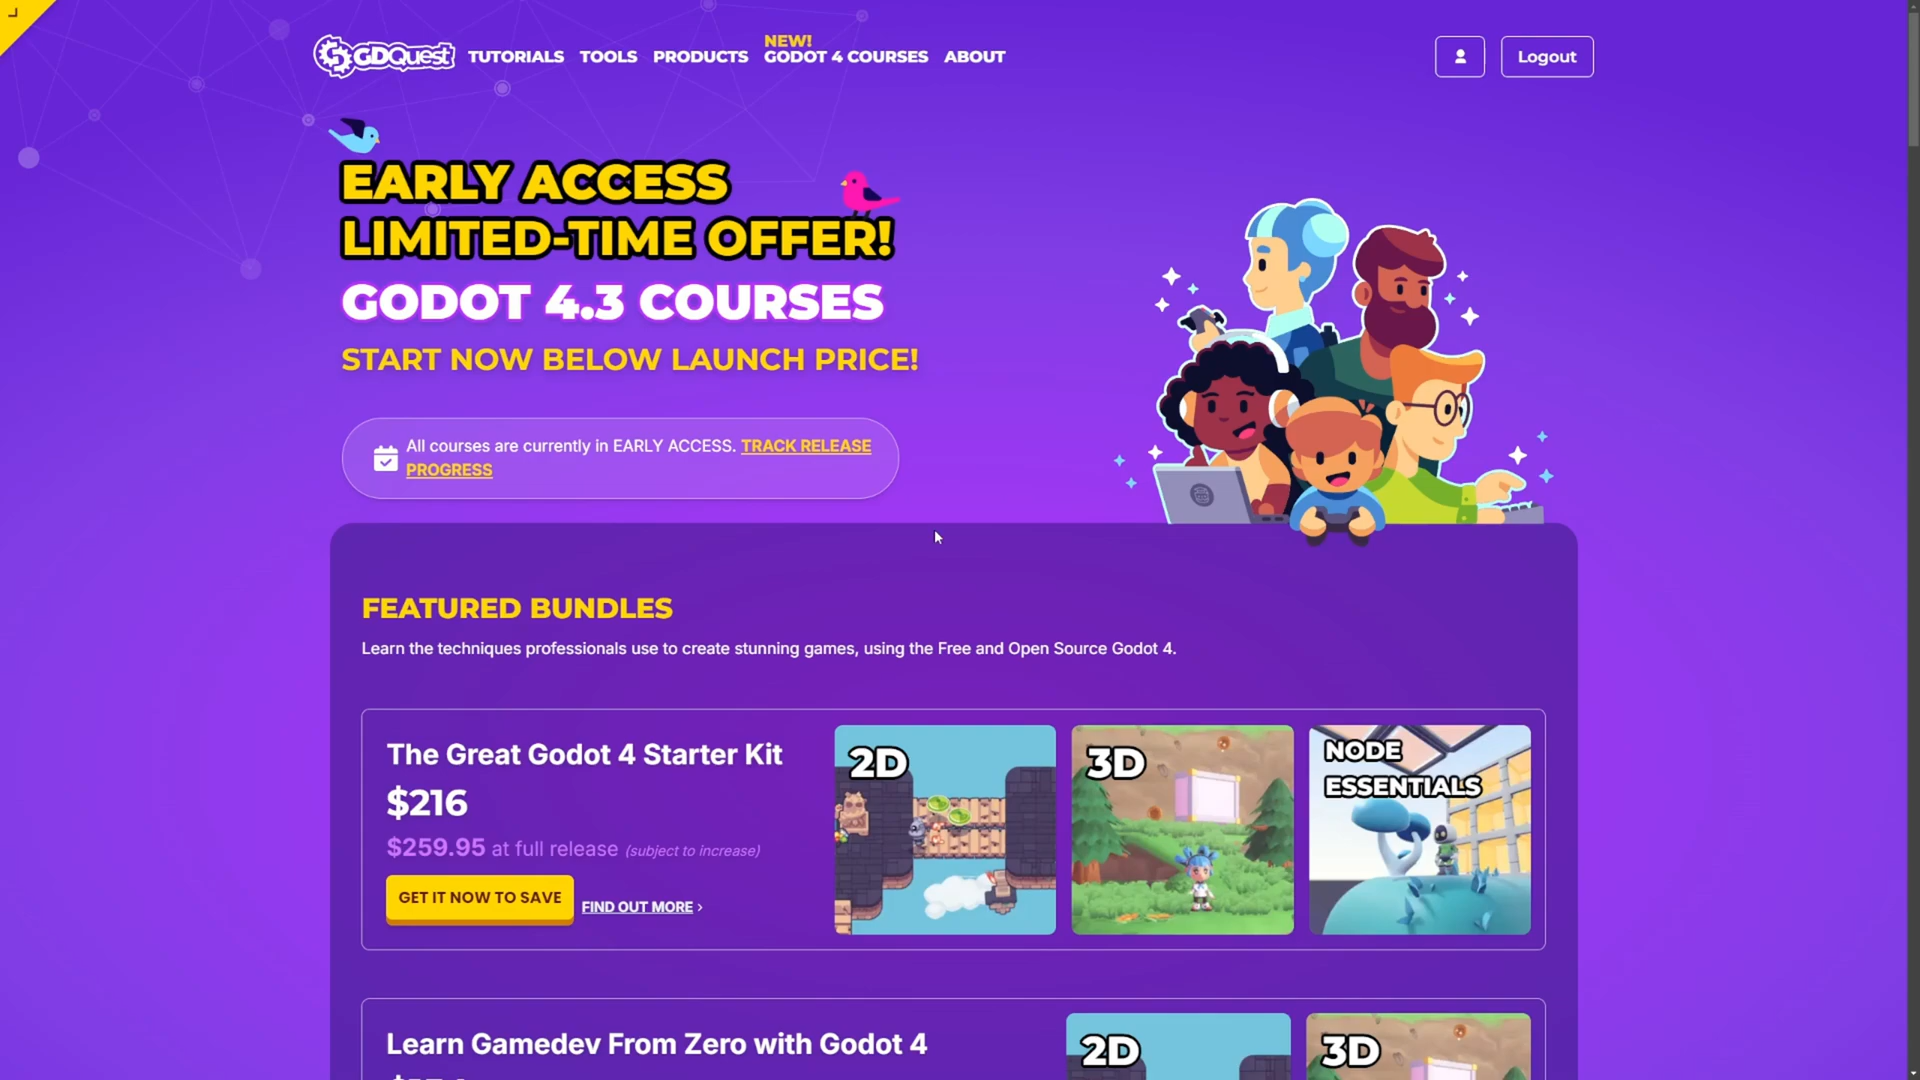 GDQuest
TUTORIALS
TOOLS
PRODUCTS
NEW!
GODOT 4 COURSES
ABOUT
Logout
EARLY ACCESS
LIMITED-TIME OFFER!
GODOT 4.3 COURSES
START NOW BELOW LAUNCH PRICE!
All courses are currently in EARLY ACCESS. TRACK RELEASE
PROGRESS
FEATURED BUNDLES
Learn the techniques professionals use to create stunning games, using the Free and Open Source Godot 4.
The Great Godot 4 Starter Kit
$216
$259.95 at full release (subject to increase)
GET IT NOW TO SAVE
FIND OUT MORE ›
2D
3D
NODE
ESSENTIALS
Learn Gamedev From Zero with Godot 4
2D
3D